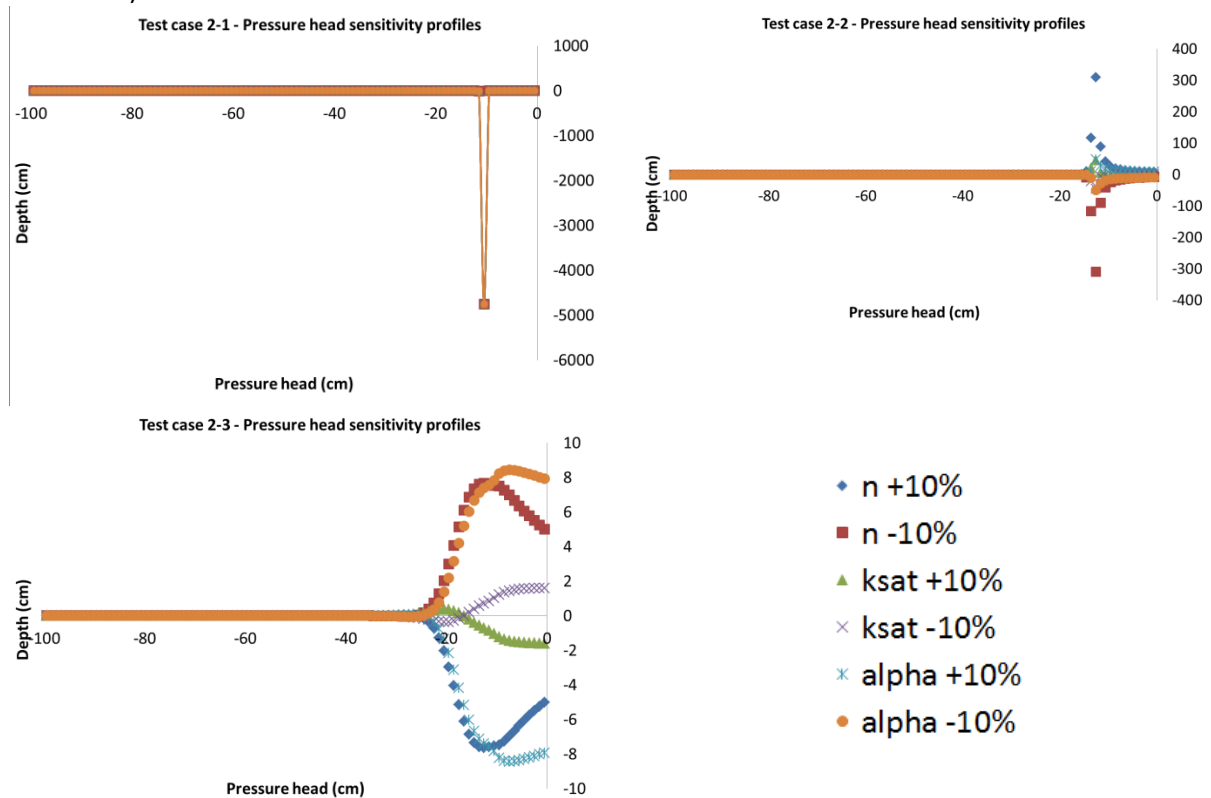 Test case 2-1 - Pressure head sensitivity profiles
1000
0
-100 -80 -60 -40 -20 0
-1000
-2000
-3000
-4000
-5000
-6000
Depth (cm)
Pressure head (cm)
Test case 2-2 - Pressure head sensitivity profiles
400
300
200
100
0
-100 -80 -60 -40 -20 0
-100
-200
-300
-400
Depth (cm)
Pressure head (cm)
Test case 2-3 - Pressure head sensitivity profiles
10
8
6
4
2
0
-100 -80 -60 -40 -20 0
-2
-4
-6
-8
-10
Depth (cm)
Pressure head (cm)
n +10%
n -10%
ksat +10%
ksat -10%
alpha +10%
alpha -10%